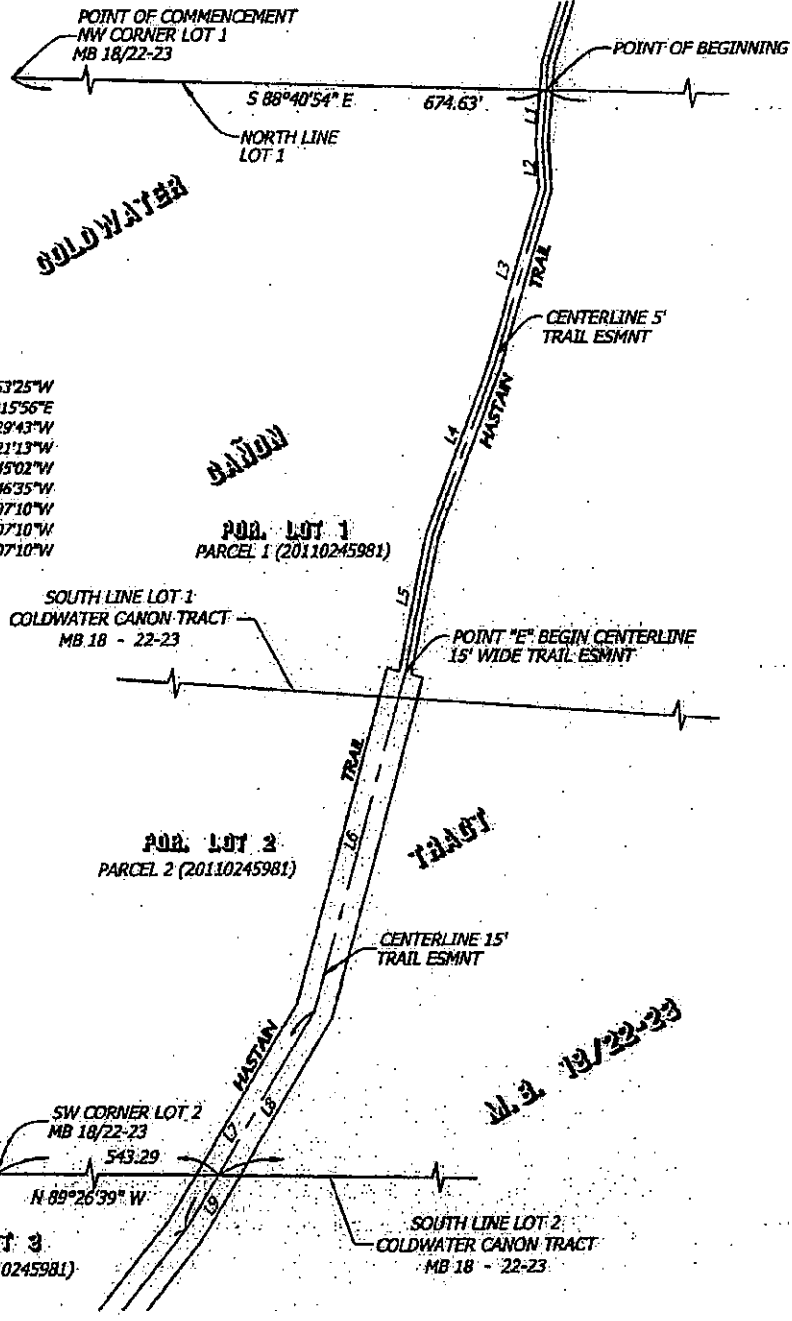 POINT OF COMMENCEMENT
NW CORNER LOT 1
MB 18/22-23
POINT OF BEGINNING
S 88°40'54" E
674.63'
NORTH LINE
LOT 1
L1
L2
COLDWATER
L3
TRAIL
CENTERLINE 5'
TRAIL ESMNT
HASTAIN
L4
53'25"W
15'56"E
29'43"W
21'13"W
45'02"W
46'35"W
07'10"W
07'10"W
07'10"W
CAÑON
POR. LOT 1
PARCEL 1 (20110245981)
L5
SOUTH LINE LOT 1
COLDWATER CANON TRACT
MB 18 - 22-23
POINT "E" BEGIN CENTERLINE
15' WIDE TRAIL ESMNT
TRAIL
L6
TRACT
POR. LOT 2
PARCEL 2 (20110245981)
CENTERLINE 15'
TRAIL ESMNT
HASTAIN
M.B. 18/22-23
L7
L8
SW CORNER LOT 2
MB 18/22-23
543.29
N 89°26'39" W
L9
SOUTH LINE LOT 2
COLDWATER CANON TRACT
MB 18 - 22-23
T 3
0245981)